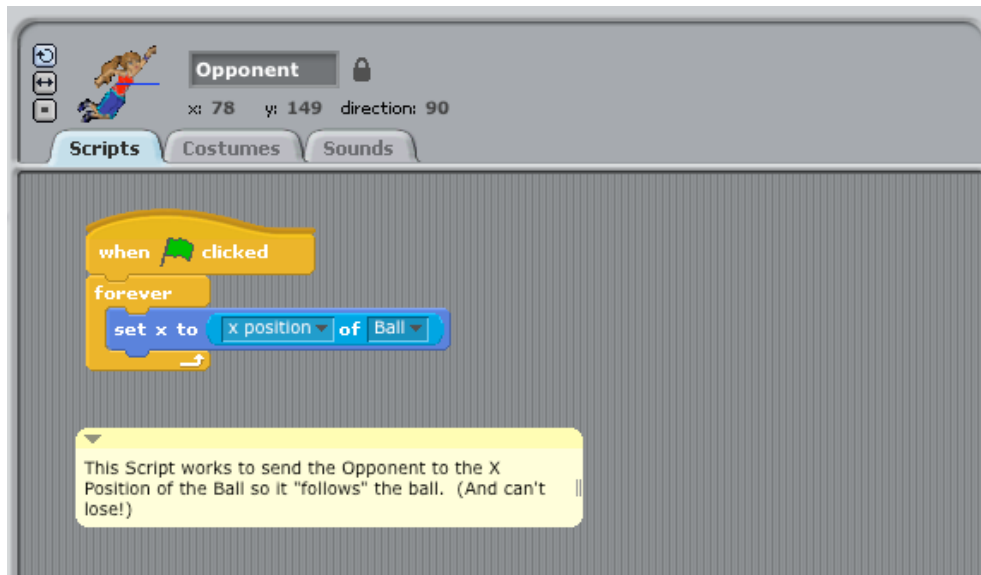 Opponent
x: 78 y: 149 direction: 90
Scripts Costumes Sounds
when clicked
forever
set x to x position of Ball
This Script works to send the Opponent to the X
Position of the Ball so it "follows" the ball. (And can't
lose!)